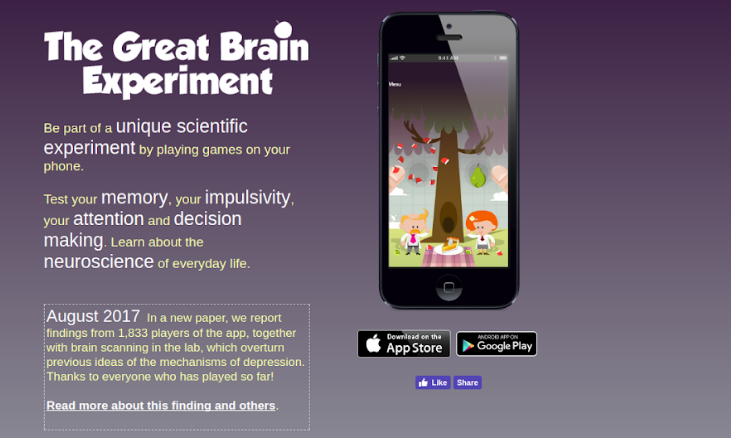 The Great Brain
Experiment
Be part of a unique scientific
experiment by playing games on your
phone.
Test your memory, your impulsivity,
your attention and decision
making. Learn about the
neuroscience of everyday life.
August 2017 In a new paper, we report
findings from 1,833 players of the app, together
with brain scanning in the lab, which overturn
previous ideas of the mechanisms of depression.
Thanks to everyone who has played so far!
Read more about this finding and others.
9:41 AM
Menu
Download on the
App Store
ANDROID APP ON
Google Play
Like Share